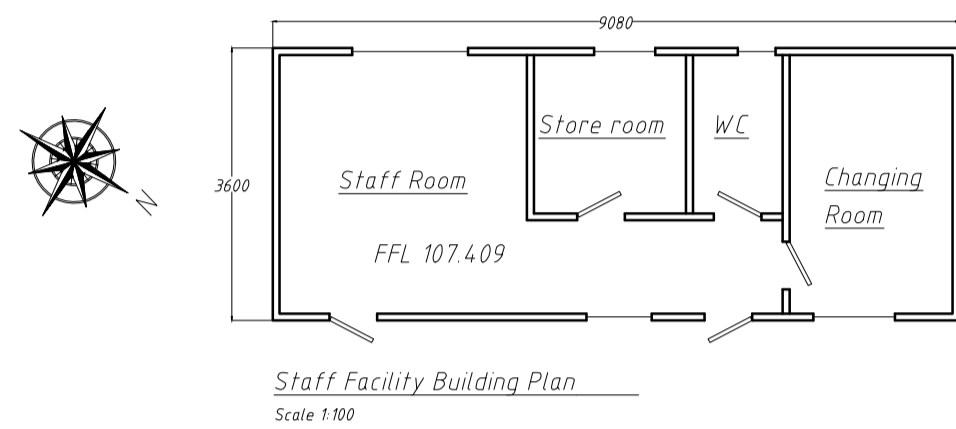 9080
3600
N
Store room
WC
Staff Room
Changing
Room
FFL 107.409
Staff Facility Building Plan
Scale 1:100